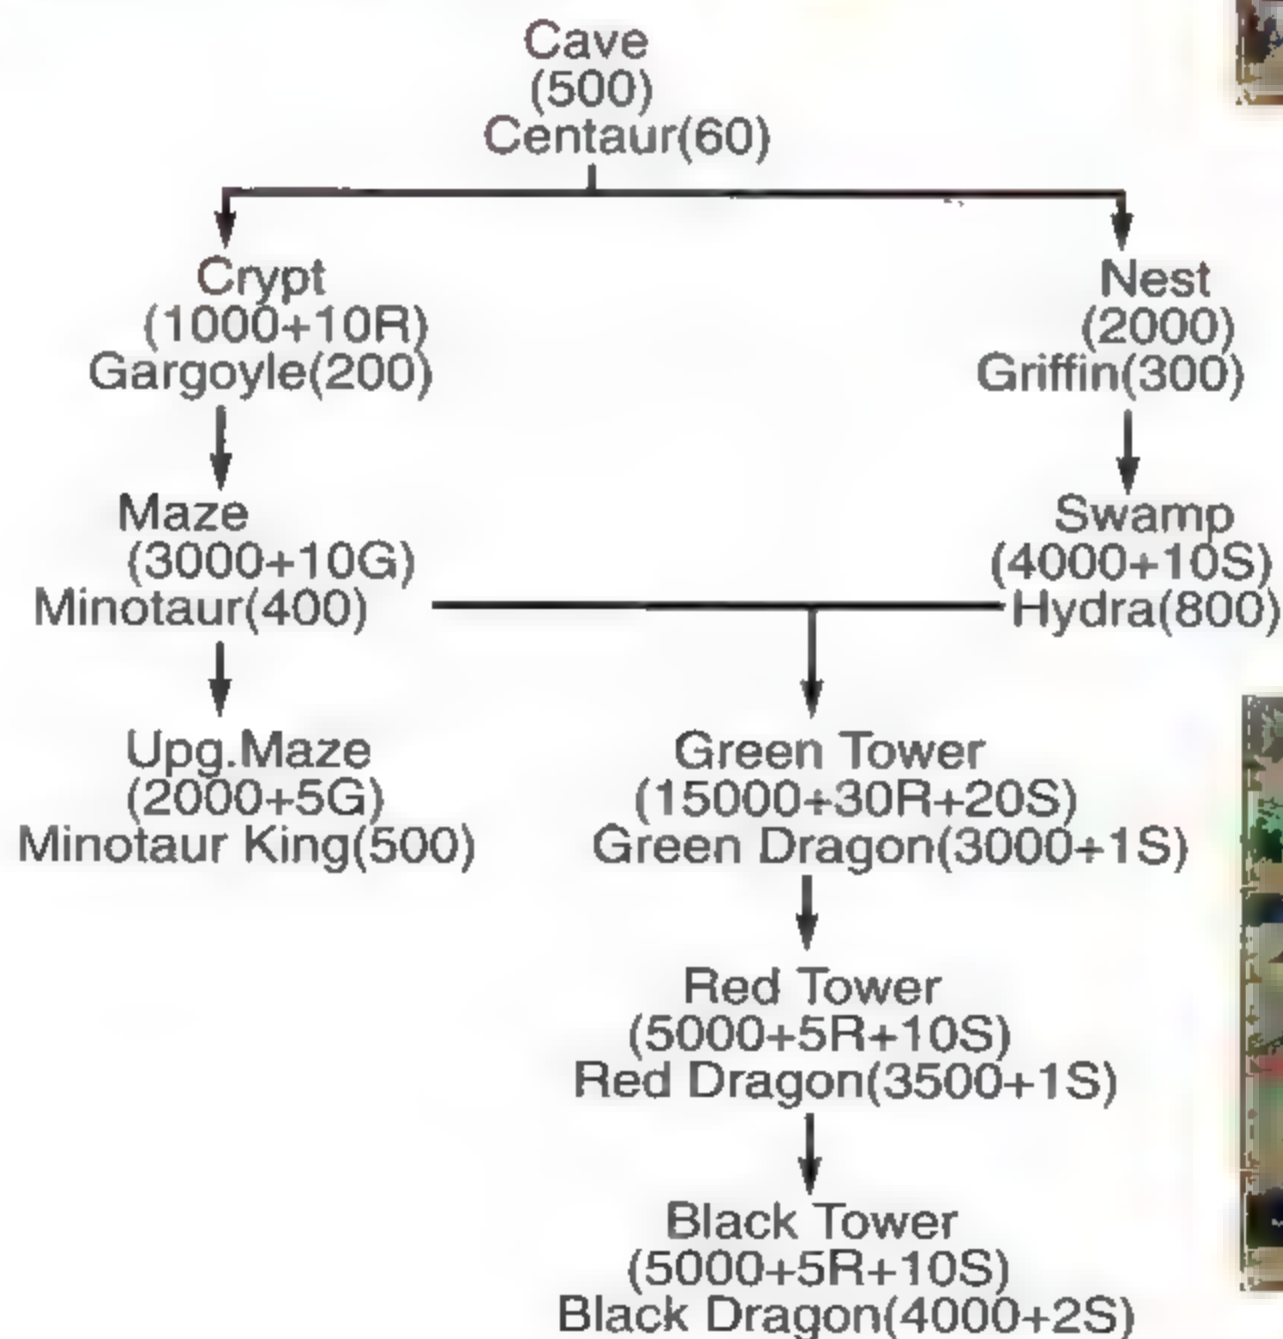 Cave
(500)
Centaur(60)
Crypt
(1000+10R)
Gargoyle(200)
Nest
(2000)
Griffin(300)
Maze
(3000+10G)
Minotaur(400)
Swamp
(4000+10S)
Hydra(800)
Upg.Maze
(2000+5G)
Minotaur King(500)
Green Tower
(15000+30R+20S)
Green Dragon(3000+1S)
Red Tower
(5000+5R+10S)
Red Dragon(3500+1S)
Black Tower
(5000+5R+10S)
Black Dragon(4000+2S)